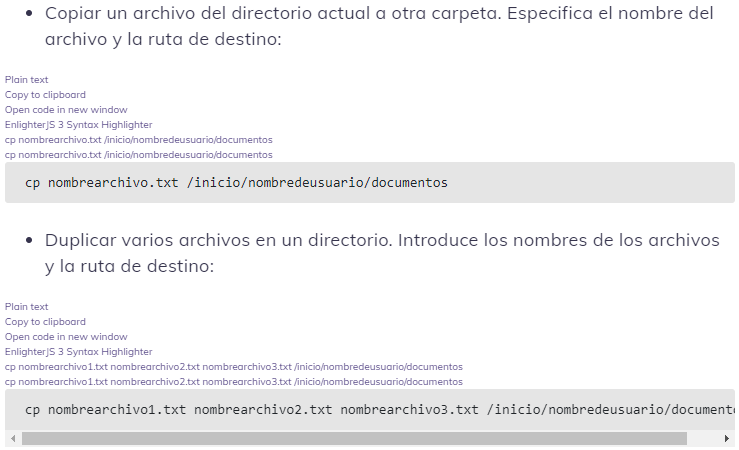 Copiar un archivo del directorio actual a otra carpeta. Especifica el nombre del
archivo y la ruta de destino:
Plain text
Copy to clipboard
Open code in new window
EnlighterJS 3 Syntax Highlighter
cp nombrearchivo.txt /inicio/nombredeusuario/documentos
cp nombrearchivo.txt /inicio/nombredeusuario/documentos
cp nombrearchivo.txt /inicio/nombredeusuario/documentos
Duplicar varios archivos en un directorio. Introduce los nombres de los archivos
y la ruta de destino:
Plain text
Copy to clipboard
Open code in new window
EnlighterJS 3 Syntax Highlighter
cp nombrearchivo1.txt nombrearchivo2.txt nombrearchivo3.txt /inicio/nombredeusuario/documentos
cp nombrearchivo1.txt nombrearchivo2.txt nombrearchivo3.txt /inicio/nombredeusuario/documentos
cp nombrearchivo1.txt nombrearchivo2.txt nombrearchivo3.txt /inicio/nombredeusuario/document